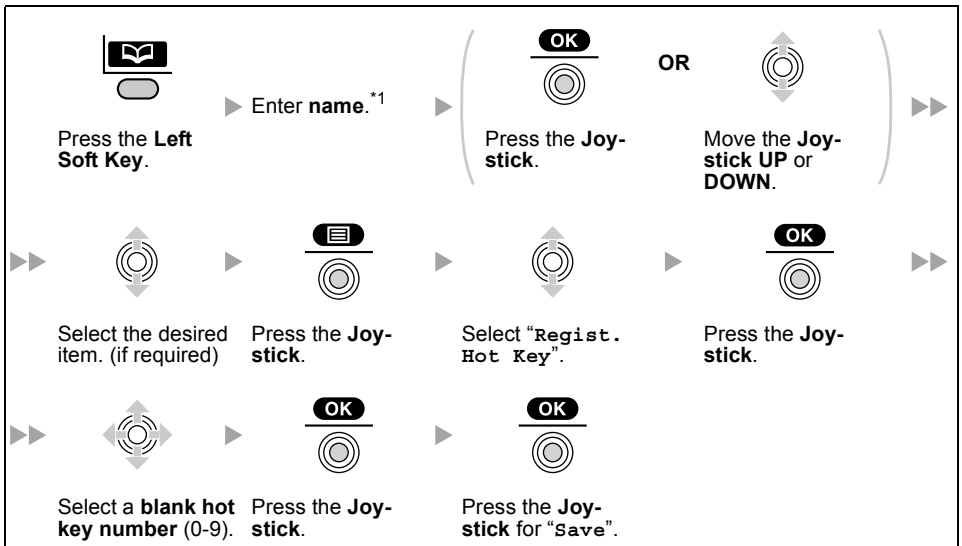 OK
OR
Enter name.*1
Press the Left
Soft Key.
Press the Joy-
stick.
Move the Joy-
stick UP or
DOWN.
OK
Select the desired
item. (if required)
Press the Joy-
stick.
Select “Regist.
Hot Key”.
Press the Joy-
stick.
OK
OK
Select a blank hot
key number (0-9).
Press the Joy-
stick.
Press the Joy-
stick for “Save”.